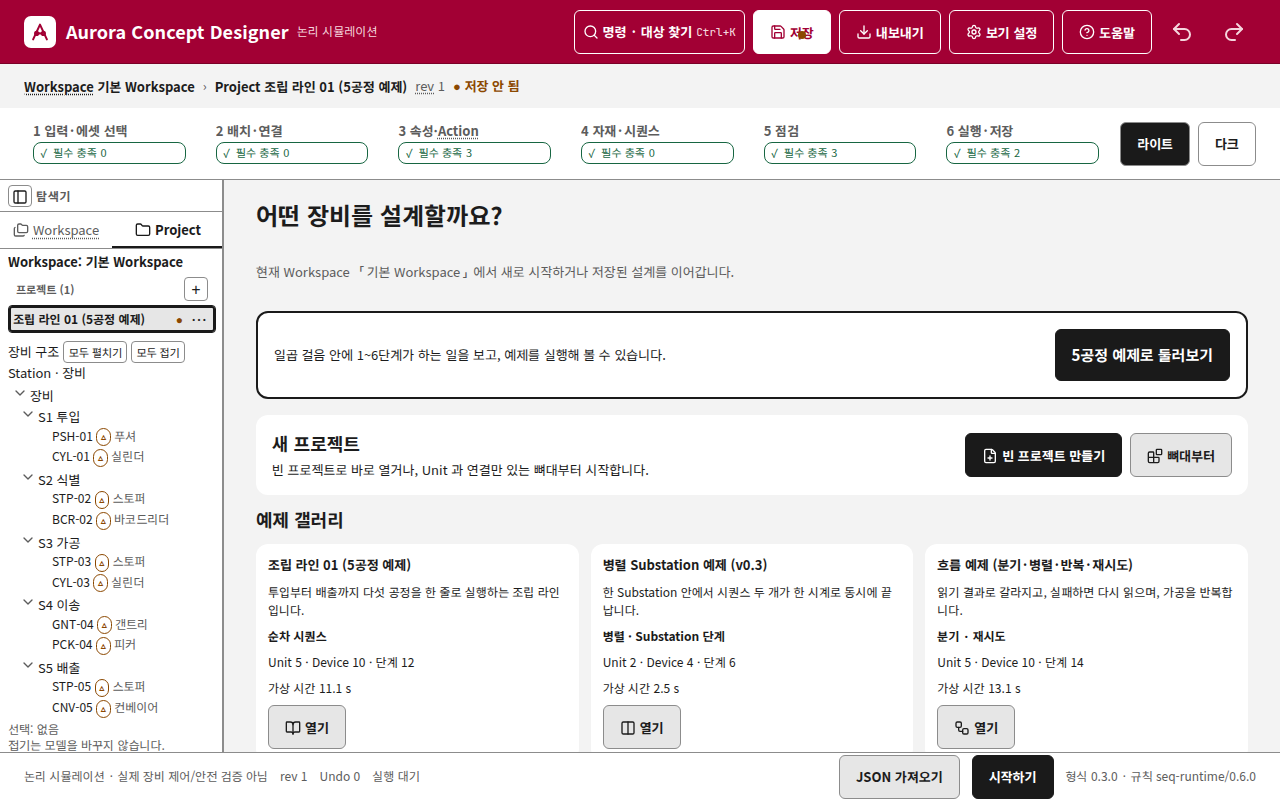 Aurora Concept Designer 논리 시뮬레이션
명령 · 대상 찾기 Ctrl+K
저장
내보내기
보기 설정
도움말
Workspace 기본 Workspace › Project 조립 라인 01 (5공정 예제) rev 1 ● 저장 안 됨
1 입력·에셋 선택
✓ 필수 충족 0
2 배치·연결
✓ 필수 충족 0
3 속성·Action
✓ 필수 충족 3
4 자재·시퀀스
✓ 필수 충족 0
5 점검
✓ 필수 충족 3
6 실행·저장
✓ 필수 충족 2
라이트
다크
탐색기
Workspace
Project
Workspace: 기본 Workspace
프로젝트 (1)
+
조립 라인 01 (5공정 예제) ● ···
장비 구조 모두 펼치기 모두 접기
Station · 장비
장비
S1 투입
PSH-01 푸셔
CYL-01 실린더
S2 식별
STP-02 스토퍼
BCR-02 바코드리더
S3 가공
STP-03 스토퍼
CYL-03 실린더
S4 이송
GNT-04 갠트리
PCK-04 피커
S5 배출
STP-05 스토퍼
CNV-05 컨베이어
선택: 없음
접기는 모델을 바꾸지 않습니다.
어떤 장비를 설계할까요?
현재 Workspace 「기본 Workspace」에서 새로 시작하거나 저장된 설계를 이어갑니다.
일곱 걸음 안에 1~6단계가 하는 일을 보고, 예제를 실행해 볼 수 있습니다.
5공정 예제로 둘러보기
새 프로젝트
빈 프로젝트로 바로 열거나, Unit 과 연결만 있는 뼈대부터 시작합니다.
빈 프로젝트 만들기
뼈대부터
예제 갤러리
조립 라인 01 (5공정 예제)
투입부터 배출까지 다섯 공정을 한 줄로 실행하는 조립 라인
입니다.
순차 시퀀스
Unit 5 · Device 10 · 단계 12
가상 시간 11.1 s
열기
병렬 Substation 예제 (v0.3)
한 Substation 안에서 시퀀스 두 개가 한 시계로 동시에 끝
납니다.
병렬 · Substation 단계
Unit 2 · Device 4 · 단계 6
가상 시간 2.5 s
열기
흐름 예제 (분기·병렬·반복·재시도)
읽기 결과로 갈라지고, 실패하면 다시 읽으며, 가공을 반복합
니다.
분기 · 재시도
Unit 5 · Device 10 · 단계 14
가상 시간 13.1 s
열기
논리 시뮬레이션 · 실제 장비 제어/안전 검증 아님 rev 1 Undo 0 실행 대기
JSON 가져오기
시작하기
형식 0.3.0 · 규칙 seq-runtime/0.6.0